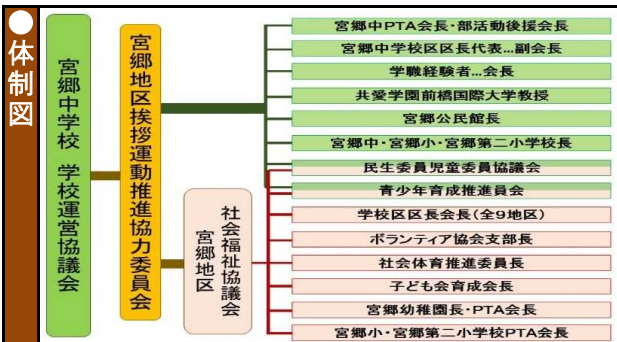 ●体制図
宮郷中学校 学校運営協議会
宮郷地区挨拶運動推進協力委員会
社会福祉協議会
宮郷地区
宮郷中PTA会長・部活動後援会長
宮郷中学校区区長代表…副会長
学職経験者…会長
共愛学園前橋国際大学教授
宮郷公民館長
宮郷中・宮郷小・宮郷第二小学校長
民生委員児童委員協議会
青少年育成推進員会
学校区区長会長(全9地区)
ボランティア協会支部長
社会体育推進委員長
子ども会育成会長
宮郷幼稚園長・PTA会長
宮郷小・宮郷第二小学校PTA会長